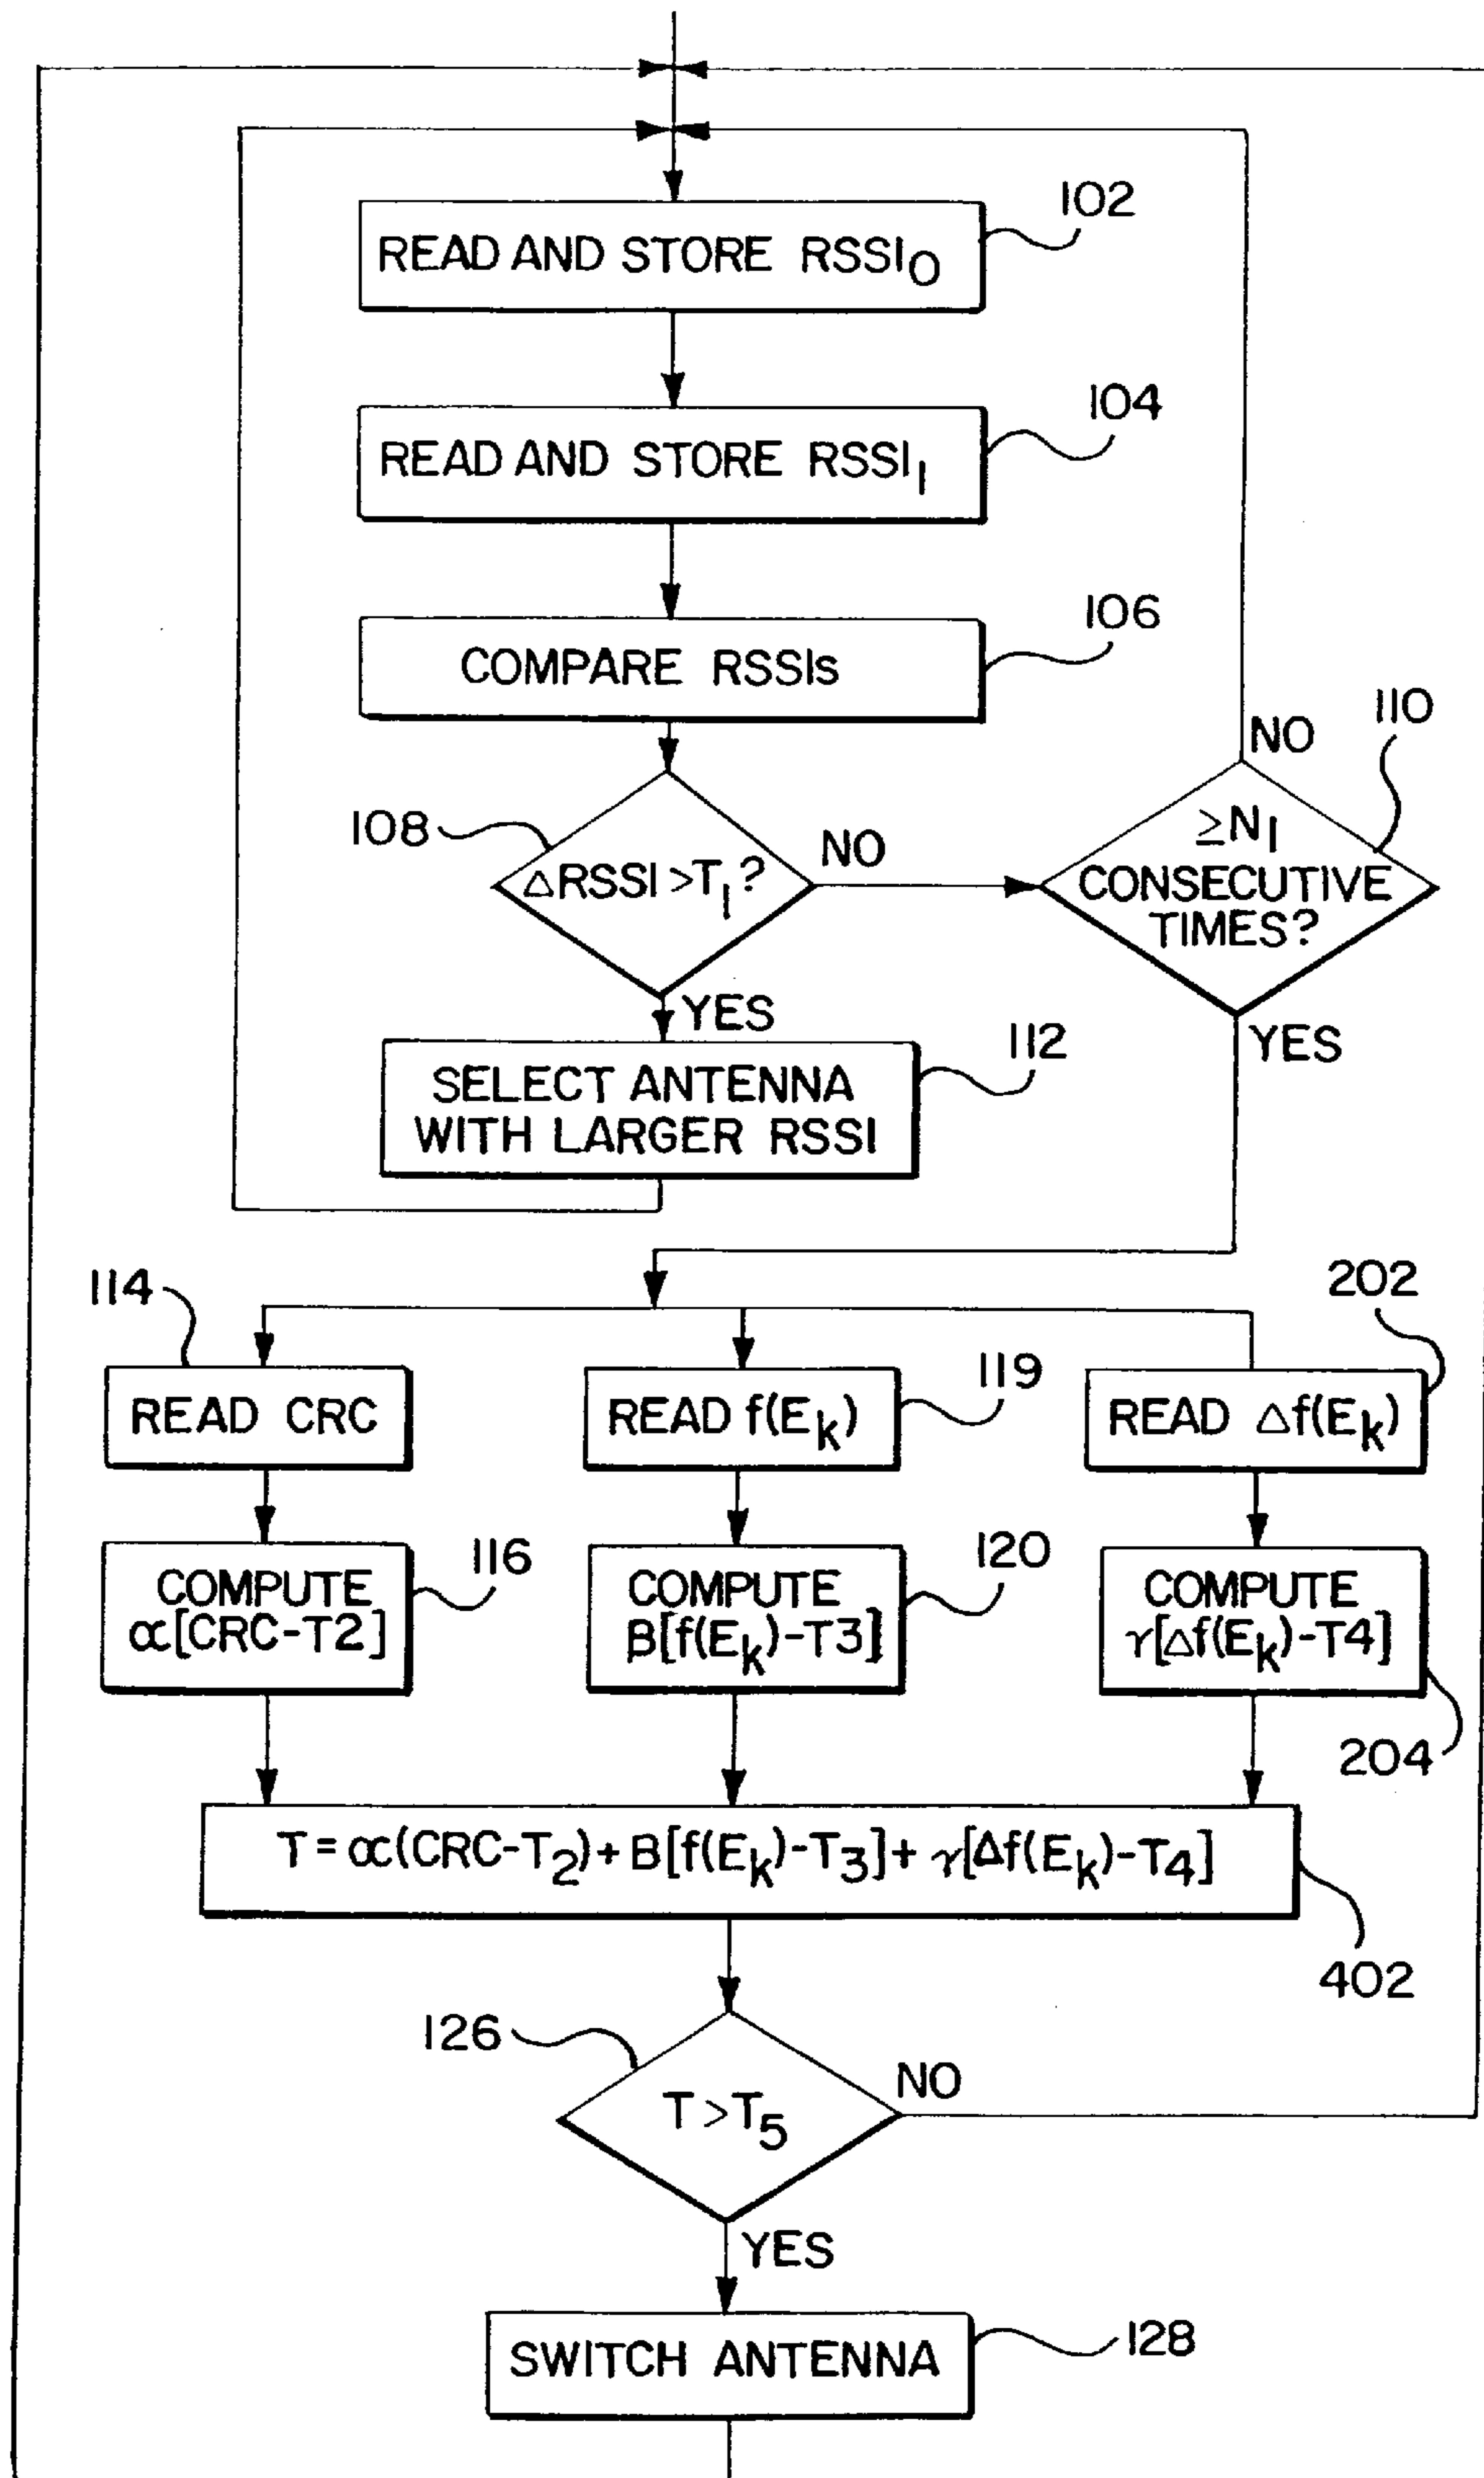 102
READ AND STORE RSSI₀
104
READ AND STORE RSSI₁
106
COMPARE RSSIs
110
NO
108
△RSSI >T₁?
NO
≥N₁
CONSECUTIVE
TIMES?
YES
YES
112
SELECT ANTENNA
WITH LARGER RSSI
114
202
119
READ CRC
READ f(Eₖ)
READ △f(Eₖ)
116
120
COMPUTE
∝[CRC-T2]
COMPUTE
β[f(Eₖ)-T3]
COMPUTE
γ[△f(Eₖ)-T4]
204
T = ∝(CRC-T₂)+B[f(Eₖ)-T₃]+ γ[Δf(Eₖ)-T₄]
402
126
T >T₅
NO
YES
SWITCH ANTENNA
128